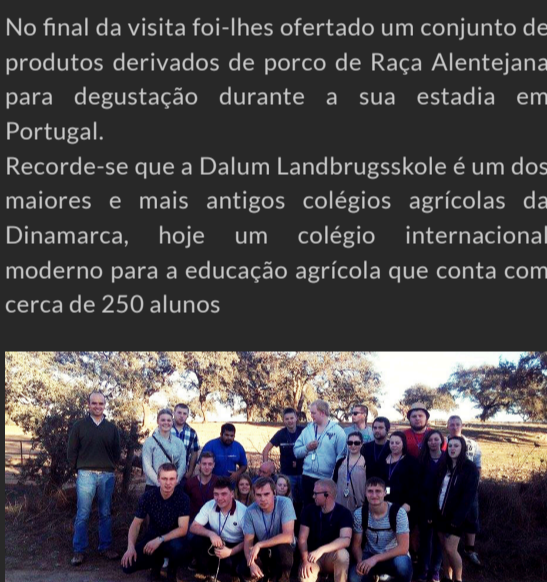 No final da visita foi-lhes ofertado um conjunto de
produtos derivados de porco de Raça Alentejana
para degustação durante a sua estadia em
Portugal.
Recorde-se que a Dalum Landbrugsskole é um dos
maiores e mais antigos colégios agrícolas da
Dinamarca, hoje um colégio internacional
moderno para a educação agrícola que conta com
cerca de 250 alunos